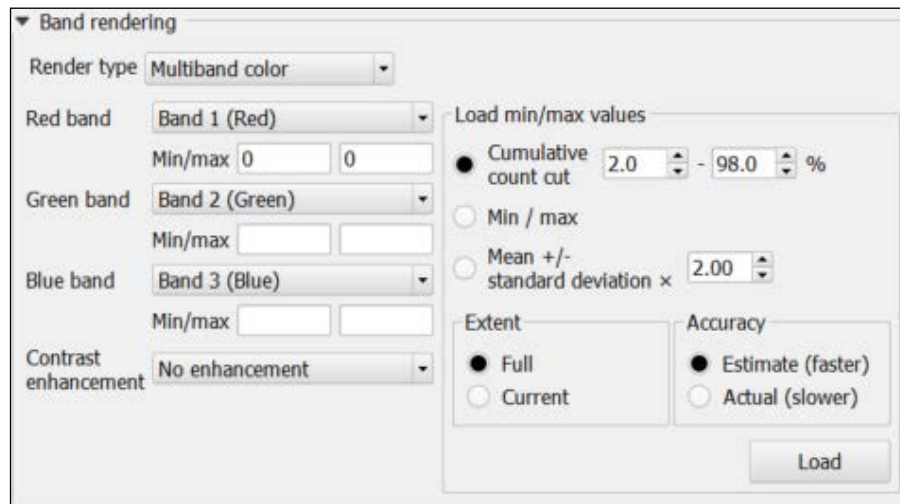 Band rendering
Render type Multiband color
Red band Band 1 (Red)
Min/max 0 0
Green band Band 2 (Green)
Min/max
Blue band Band 3 (Blue)
Min/max
Contrast
enhancement No enhancement
Load min/max values
Cumulative
count cut 2.0 - 98.0 %
Min / max
Mean +/-
standard deviation × 2.00
Extent
Full
Current
Accuracy
Estimate (faster)
Actual (slower)
Load